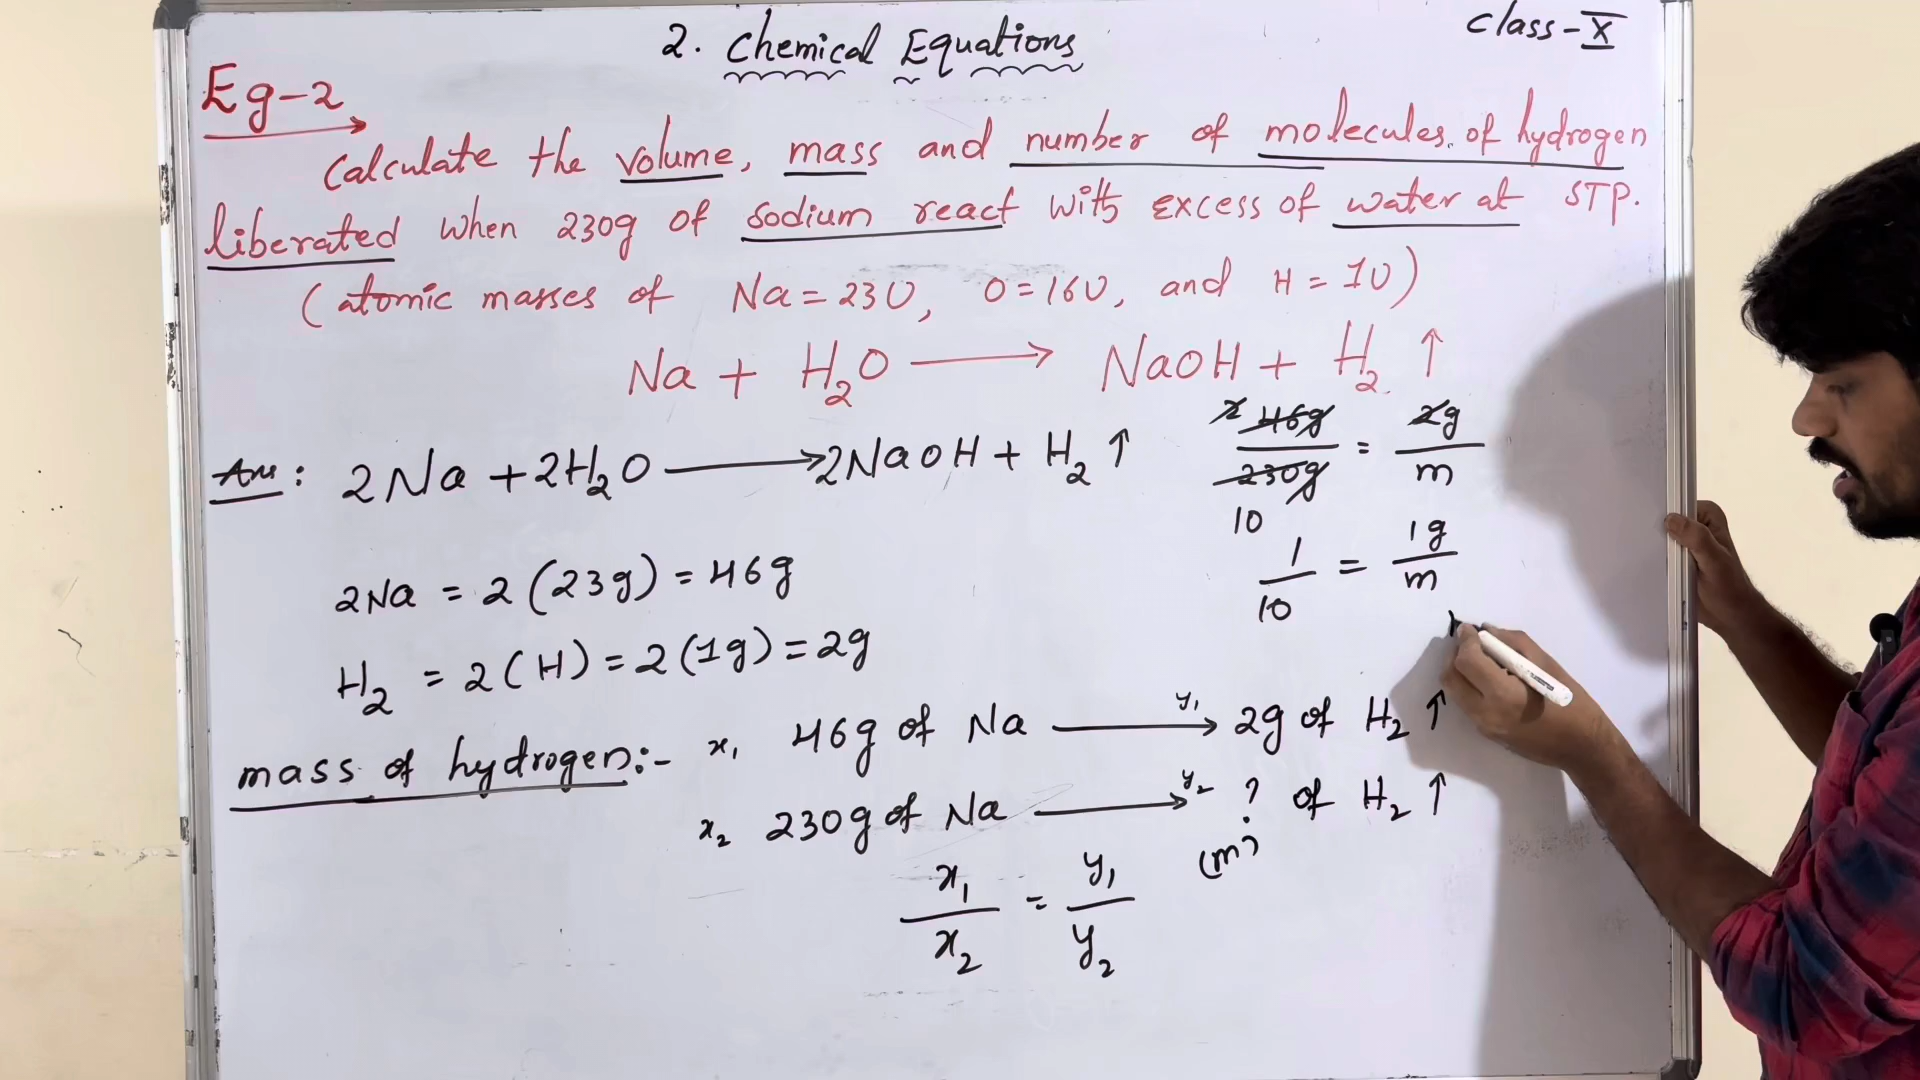 2. Chemical Equations
Class-X
Eg-2
Calculate the volume, mass and number of molecules of hydrogen
liberated when 230g of sodium react with excess of water at STP.
(atomic masses of Na = 23U, O=16U, and H = 1U)
Na + H₂O → NaOH + H₂ ↑
Ans: 2Na + 2H₂O → 2NaOH + H₂ ↑
2 46g / 230g 10 = 2g / m
1/10 = 1g/m
2Na = 2(23g) = 46g
H₂ = 2(H) = 2(1g) = 2g
mass of hydrogen:- x₁ 46g of Na → y₁ 2g of H₂ ↑
x₂ 230g of Na → y₂ ? of H₂ ↑
(m)
x₁/x₂ = y₁/y₂